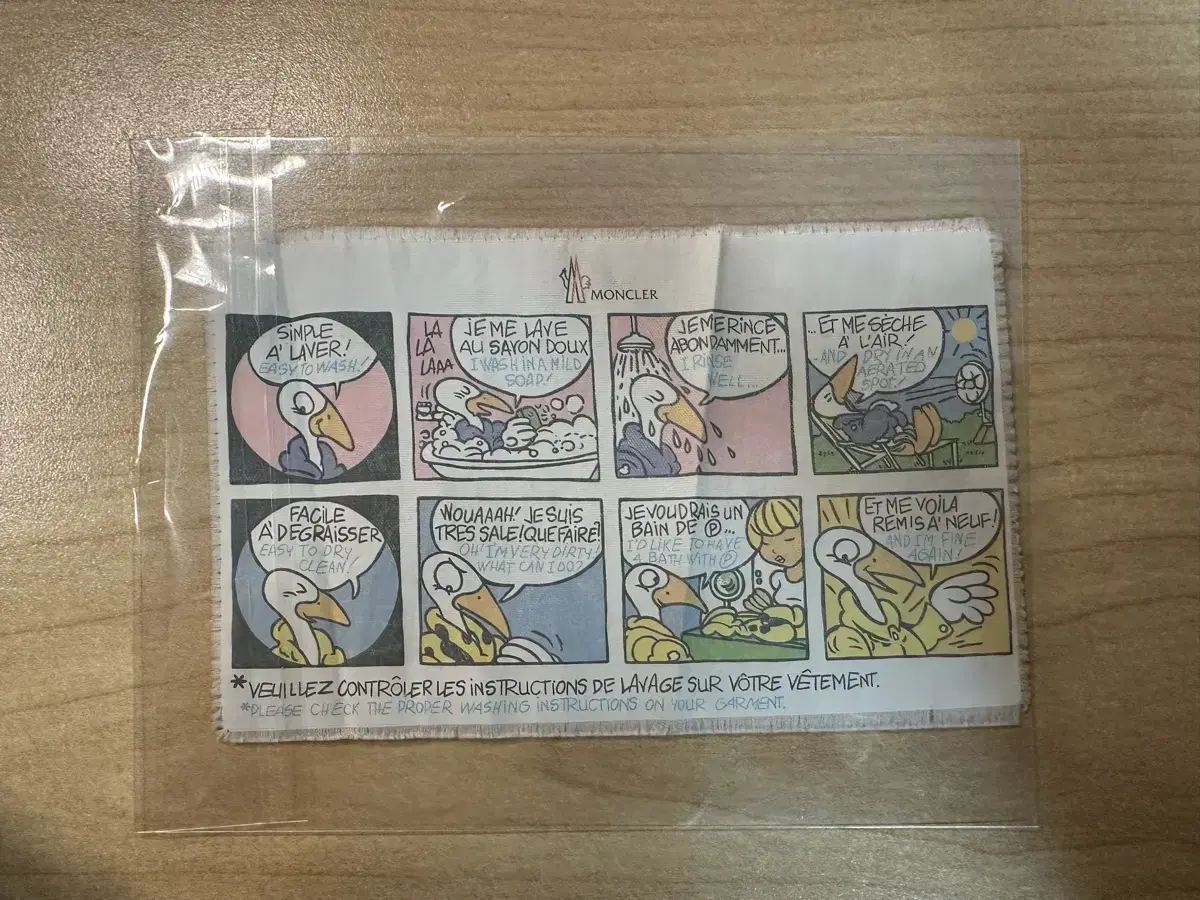 MONCLER
SIMPLE
A' LAVER!
EASY TO WASH!
LA
LA
LAAA
JE ME LAVE
AU SAVON DOUX
I WASH IN A MILD
SOAP!
JE ME RINCE
ABONDAMMENT...
I RINSE
WELL...
...ET ME SÈCHE
A' L'AIR!
...AND I DRY IN AN
AERATED
SPOT!
FACILE
A' DEGRAISSER
EASY TO DRY
CLEAN!
WOUAAAH! JE SUIS
TRES SALE! QUE FAIRE?
OH! I'M VERY DIRTY!
WHAT CAN I DO?
JE VOUDRAIS UN
BAIN DE Ⓟ...
I'D LIKE TO HAVE
A BATH WITH Ⓟ
ET ME VOILA
REMIS A' NEUF!
AND I'M FINE
AGAIN!
*VEUILLEZ CONTRÔLER LES INSTRUCTIONS DE LAVAGE SUR VÔTRE VÊTEMENT.
*PLEASE CHECK THE PROPER WASHING INSTRUCTIONS ON YOUR GARMENT.